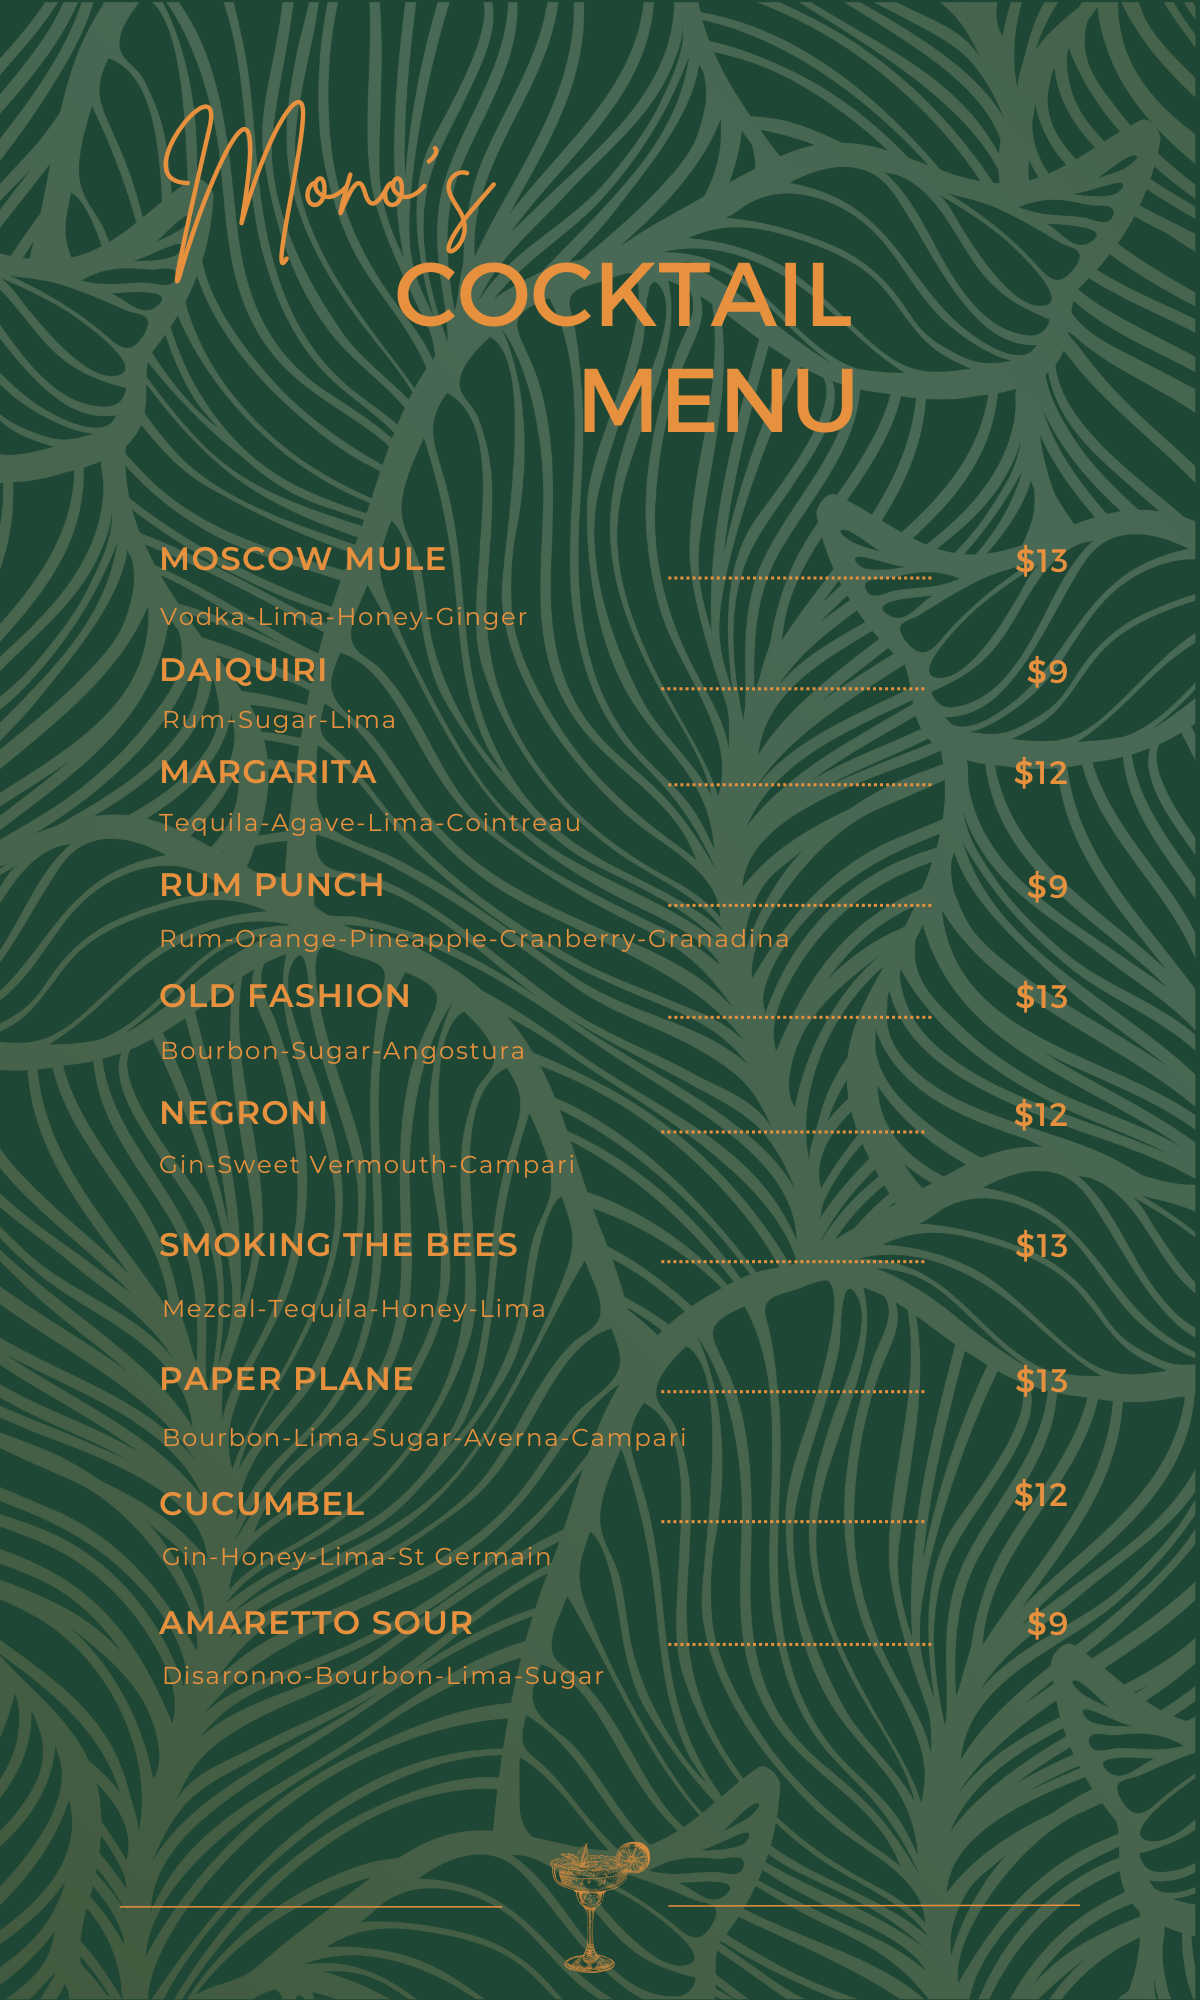 Mono's
COCKTAIL
MENU
MOSCOW MULE ........ $13
Vodka-Lima-Honey-Ginger
DAIQUIRI ........ $9
Rum-Sugar-Lima
MARGARITA ........ $12
Tequila-Agave-Lima-Cointreau
RUM PUNCH ........ $9
Rum-Orange-Pineapple-Cranberry-Granadina
OLD FASHION ........ $13
Bourbon-Sugar-Angostura
NEGRONI ........ $12
Gin-Sweet Vermouth-Campari
SMOKING THE BEES ........ $13
Mezcal-Tequila-Honey-Lima
PAPER PLANE ........ $13
Bourbon-Lima-Sugar-Averna-Campari
CUCUMBEL ........ $12
Gin-Honey-Lima-St Germain
AMARETTO SOUR ........ $9
Disaronno-Bourbon-Lima-Sugar